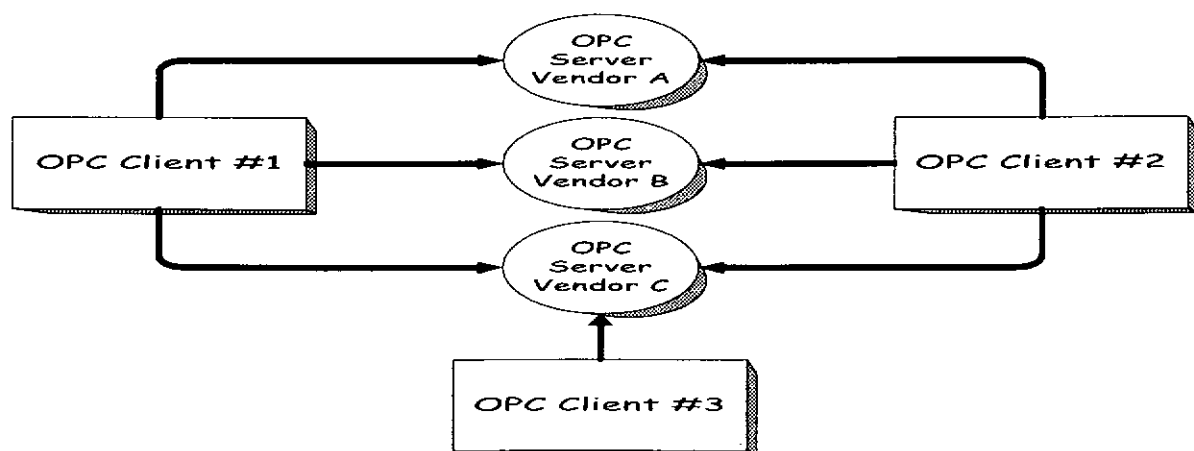 OPC
Server
Vendor A
OPC Client #1
OPC
Server
Vendor B
OPC Client #2
OPC
Server
Vendor C
OPC Client #3